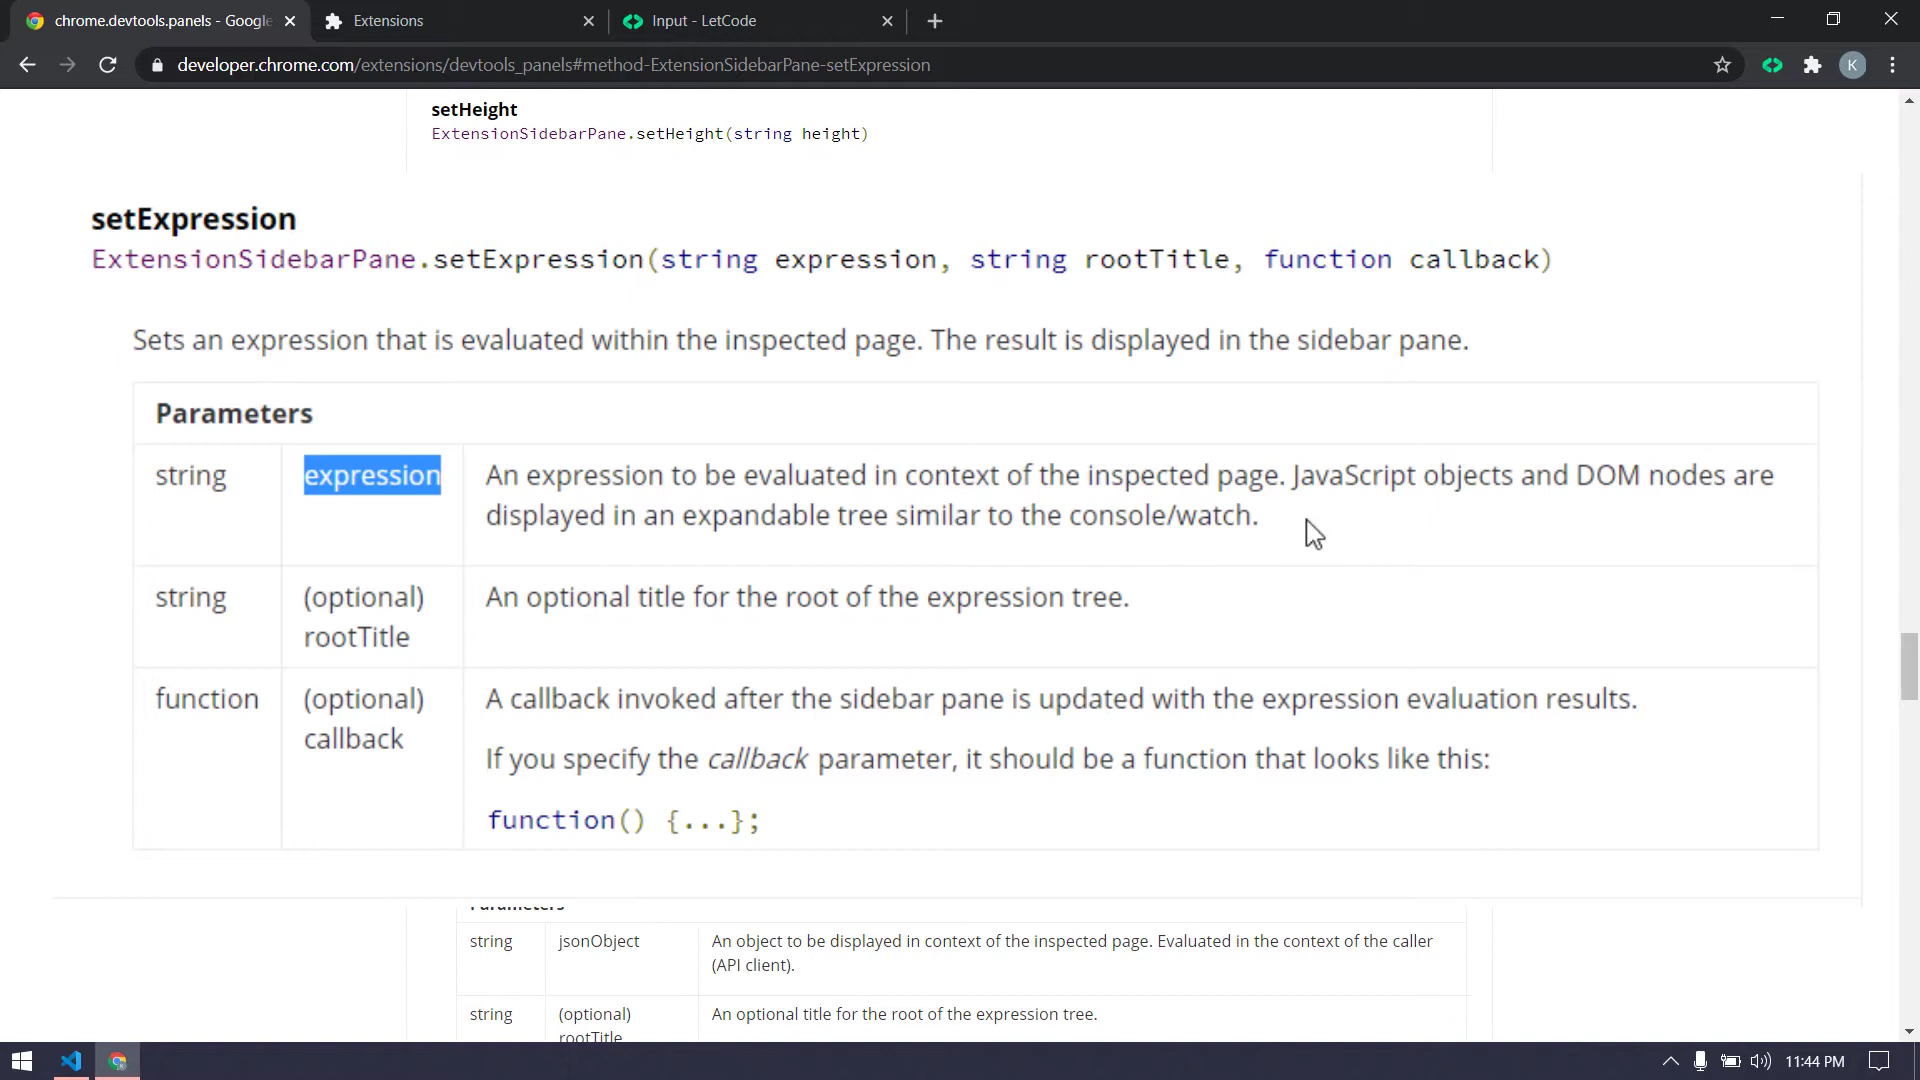 chrome.devtools.panels - Google
Extensions
Input - LetCode
developer.chrome.com/extensions/devtools_panels#method-ExtensionSidebarPane-setExpression
K
setHeight
ExtensionSidebarPane.setHeight(string height)
setExpression
ExtensionSidebarPane.setExpression(string expression, string rootTitle, function callback)
Sets an expression that is evaluated within the inspected page. The result is displayed in the sidebar pane.
Parameters
string expression An expression to be evaluated in context of the inspected page. JavaScript objects and DOM nodes are
displayed in an expandable tree similar to the console/watch.
string (optional) An optional title for the root of the expression tree.
rootTitle
function (optional) A callback invoked after the sidebar pane is updated with the expression evaluation results.
callback
If you specify the callback parameter, it should be a function that looks like this:
function() {...};
Parameters
string jsonObject An object to be displayed in context of the inspected page. Evaluated in the context of the caller
(API client).
string (optional) An optional title for the root of the expression tree.
rootTitle
11:44 PM